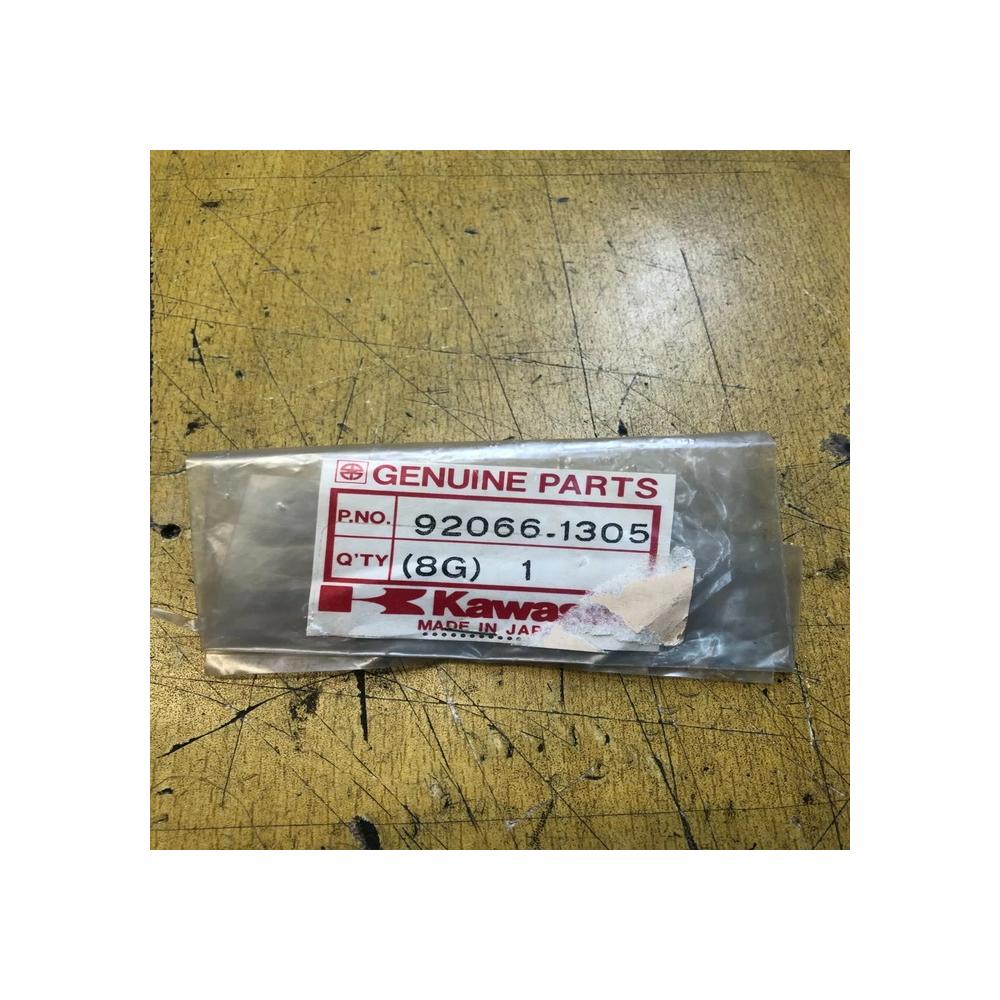 GENUINE PARTS
P.NO. 92066-1305
Q'TY (8G) 1
Kawas
MADE IN JAP